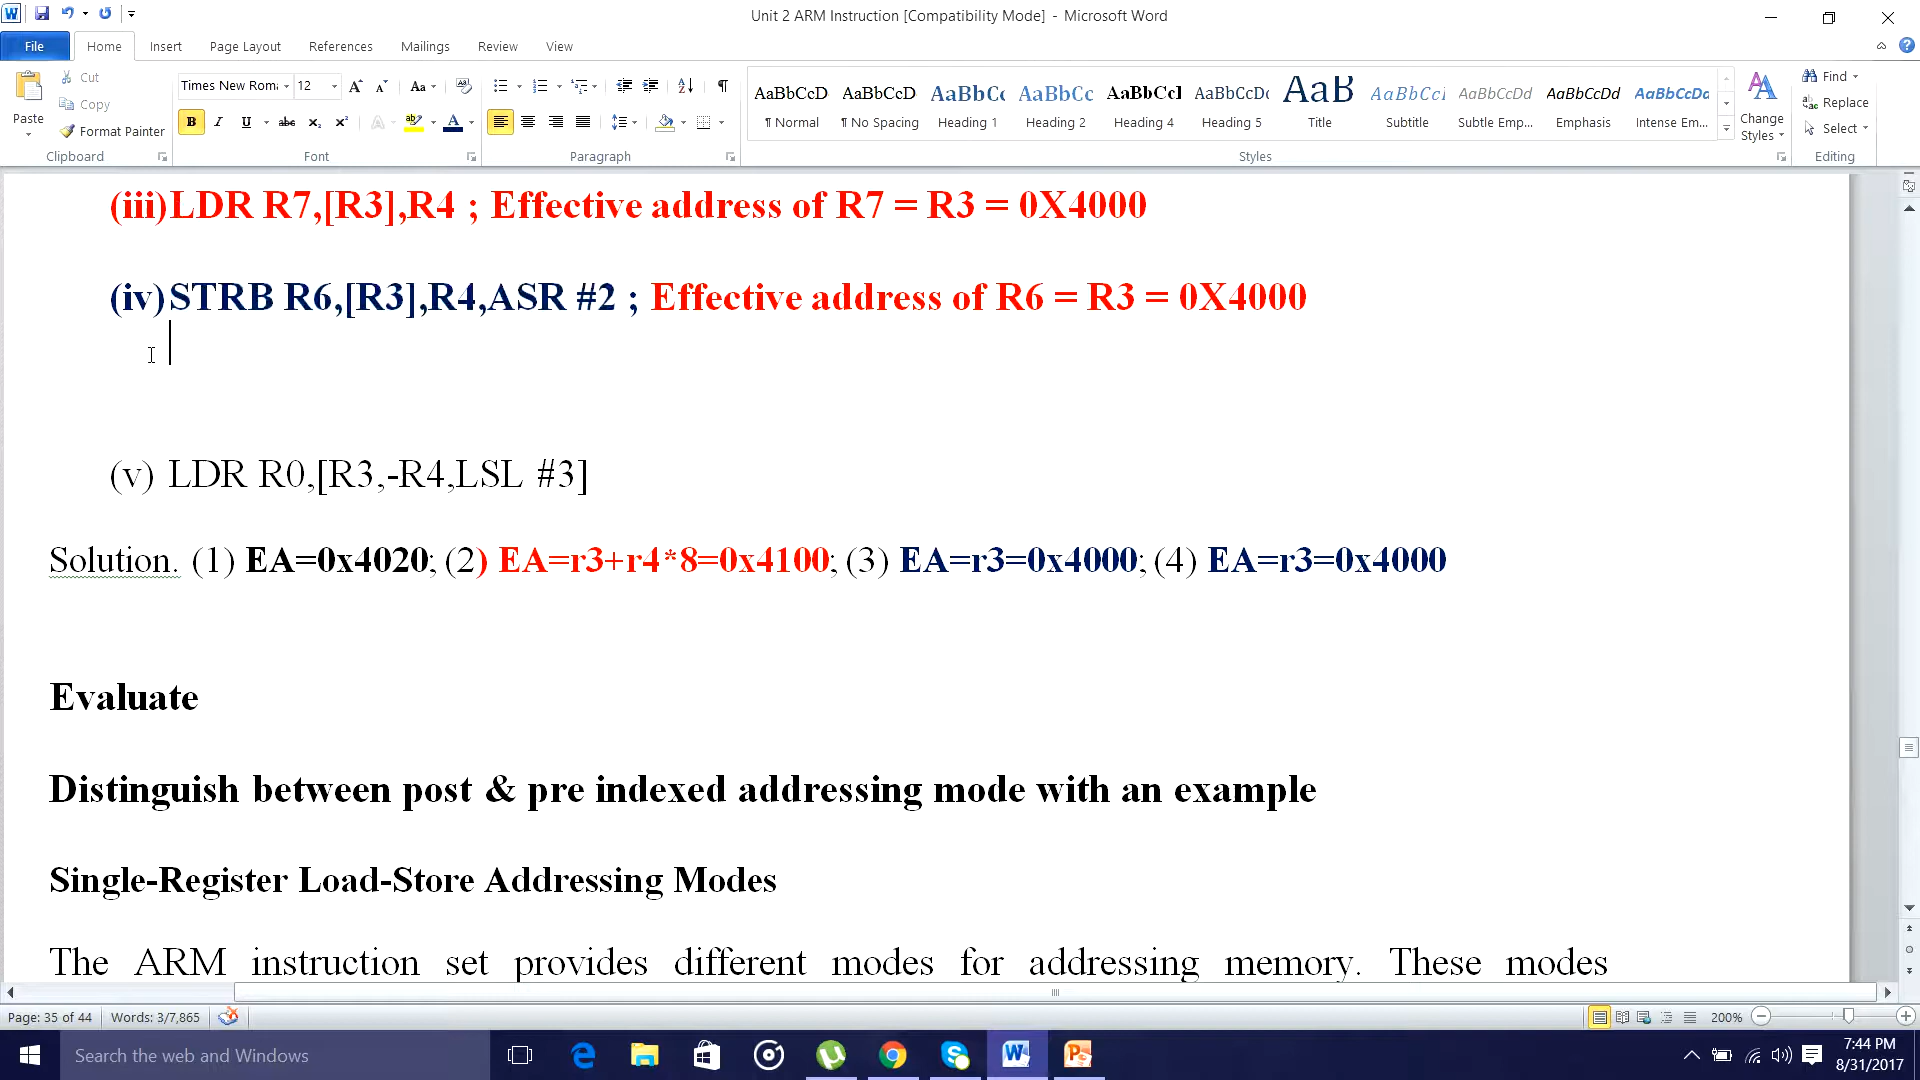 Unit 2 ARM Instruction [Compatibility Mode] - Microsoft Word
File Home Insert Page Layout References Mailings Review View
Paste Cut Copy Format Painter
Times New Rom 12
AaBbCcD AaBbCcD AaBbCc AaBbCc AaBbCcI AaBbCcDc AaB AaBbCcl AaBbCcDd AaBbCcDd AaBbCcDc
¶ Normal ¶ No Spacing Heading 1 Heading 2 Heading 4 Heading 5 Title Subtitle Subtle Emp... Emphasis Intense Em...
Change Styles
Find
Replace
Select
Clipboard Font Paragraph Styles Editing
(iii)LDR R7,[R3],R4 ; Effective address of R7 = R3 = 0X4000
(iv)STRB R6,[R3],R4,ASR #2 ; Effective address of R6 = R3 = 0X4000
(v) LDR R0,[R3,-R4,LSL #3]
Solution. (1) EA=0x4020; (2) EA=r3+r4*8=0x4100; (3) EA=r3=0x4000; (4) EA=r3=0x4000
Evaluate
Distinguish between post & pre indexed addressing mode with an example
Single-Register Load-Store Addressing Modes
The ARM instruction set provides different modes for addressing memory. These modes
Page: 35 of 44 Words: 3/7,865 200%
Search the web and Windows
7:44 PM
8/31/2017